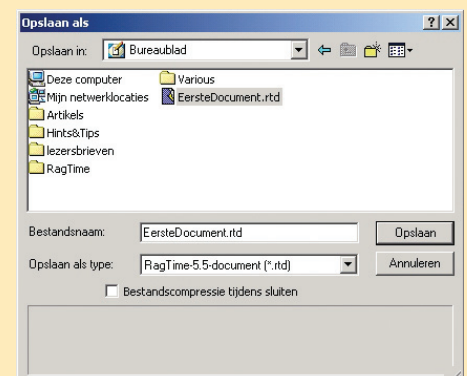 Opslaan als
Opslaan in: Bureaublad
Deze computer Various
Mijn netwerklocaties EersteDocument.rtd
Artikels
Hints&Tips
lezersbrieven
RagTime
Bestandsnaam: EersteDocument.rtd Opslaan
Opslaan als type: RagTime-5.5-document (*.rtd) Annuleren
Bestandscompressie tijdens sluiten